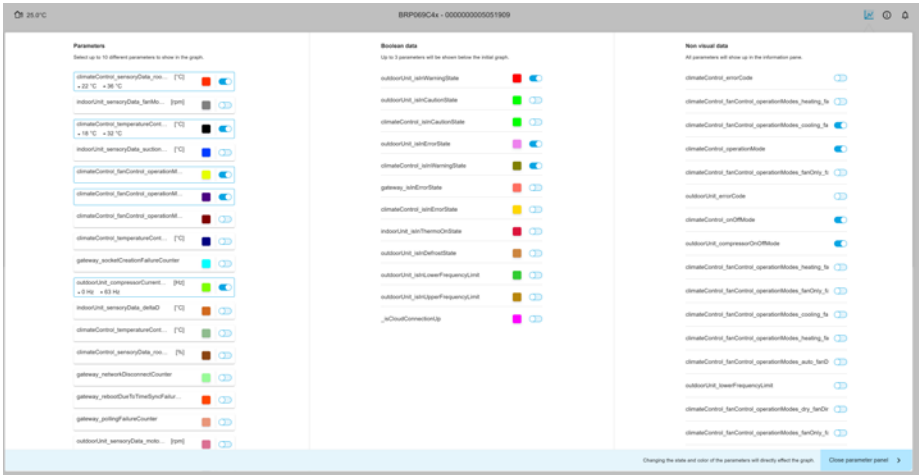 25.0°C
BRP069C4x - 0000000005051909
Parameters
Select up to 10 different parameters to show in the graph.
climateControl_sensoryData_roo... [°C]
22 °C 36 °C
indoorUnit_sensoryData_fanMo... [rpm]
climateControl_temperatureCont... [°C]
18 °C 32 °C
indoorUnit_sensoryData_suction... [°C]
climateControl_fanControl_operationM...
climateControl_fanControl_operationM...
climateControl_fanControl_operationM...
climateControl_temperatureCont... [°C]
gateway_socketCreationFailureCounter
outdoorUnit_compressorCurrent... [Hz]
0 Hz 63 Hz
indoorUnit_sensoryData_deltaD [°C]
climateControl_temperatureCont... [°C]
climateControl_sensoryData_roo... [%]
gateway_networkDisconnectCounter
gateway_rebootDueToTimeSyncFailur...
gateway_pollingFailureCounter
outdoorUnit_sensoryData_moto... [rpm]
Boolean data
Up to 3 parameters will be shown below the initial graph.
outdoorUnit_isInWarningState
outdoorUnit_isInCautionState
climateControl_isInCautionState
outdoorUnit_isInErrorState
climateControl_isInWarningState
gateway_isInErrorState
climateControl_isInErrorState
indoorUnit_isInThermoOnState
outdoorUnit_isInDefrostState
outdoorUnit_isInLowerFrequencyLimit
outdoorUnit_isInUpperFrequencyLimit
_isCloudConnectionUp
Non visual data
All parameters will show up in the information pane.
climateControl_errorCode
climateControl_fanControl_operationModes_heating_fa
climateControl_fanControl_operationModes_cooling_fa
climateControl_operationMode
climateControl_fanControl_operationModes_fanOnly_fa
outdoorUnit_errorCode
climateControl_onOffMode
outdoorUnit_compressorOnOffMode
climateControl_fanControl_operationModes_heating_fa
climateControl_fanControl_operationModes_fanOnly_fa
climateControl_fanControl_operationModes_cooling_fa
climateControl_fanControl_operationModes_heating_fa
climateControl_fanControl_operationModes_auto_fanD
outdoorUnit_lowerFrequencyLimit
climateControl_fanControl_operationModes_dry_fanDir
climateControl_fanControl_operationModes_fanOnly_fa
Changing the state and color of the parameters will directly effect the graph.
Close parameter panel